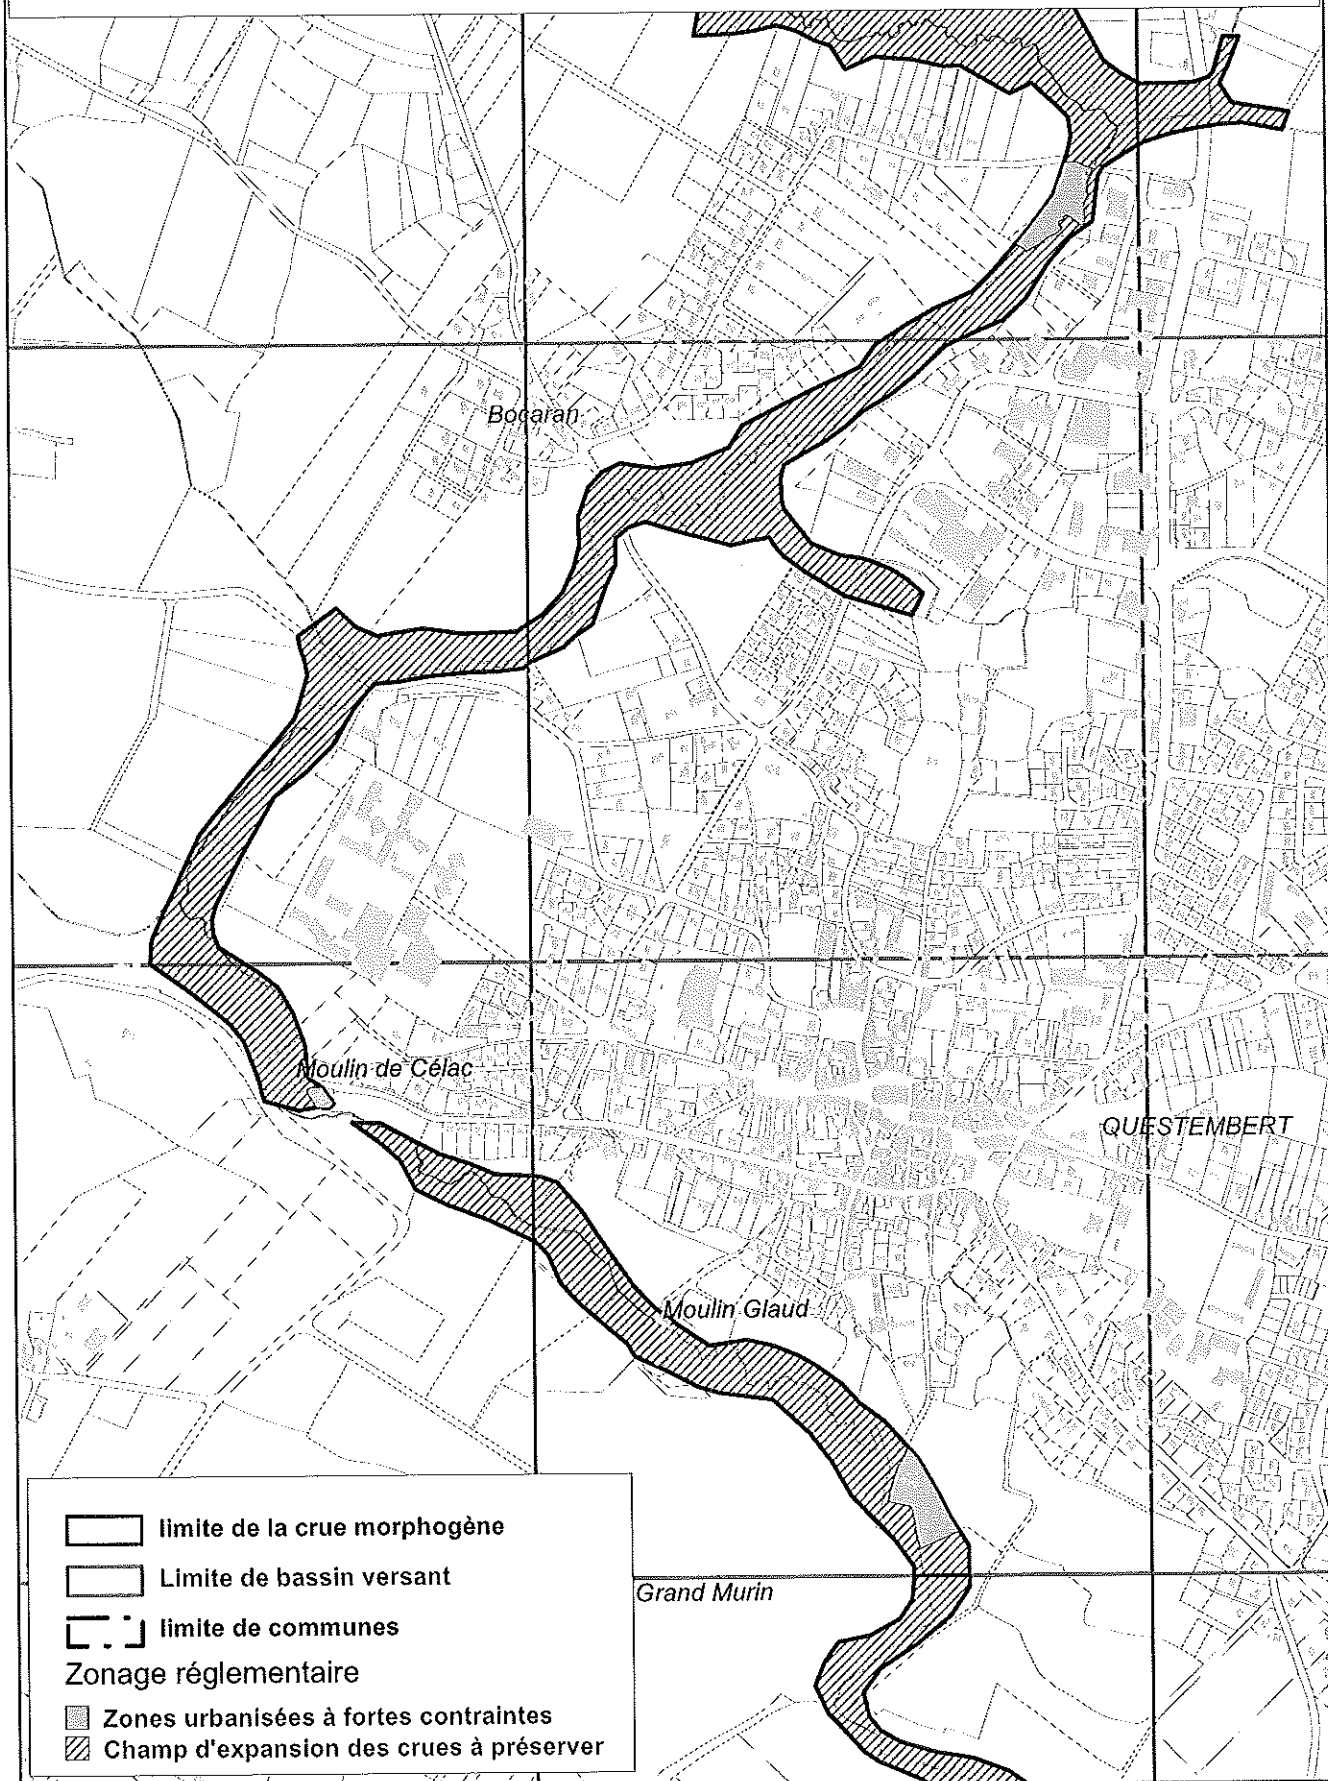 Bocaran
Moulin de Célac
QUESTEMBERT
Moulin Glaud
Grand Murin
limite de la crue morphogène
Limite de bassin versant
limite de communes
Zonage réglementaire
Zones urbanisées à fortes contraintes
Champ d'expansion des crues à préserver